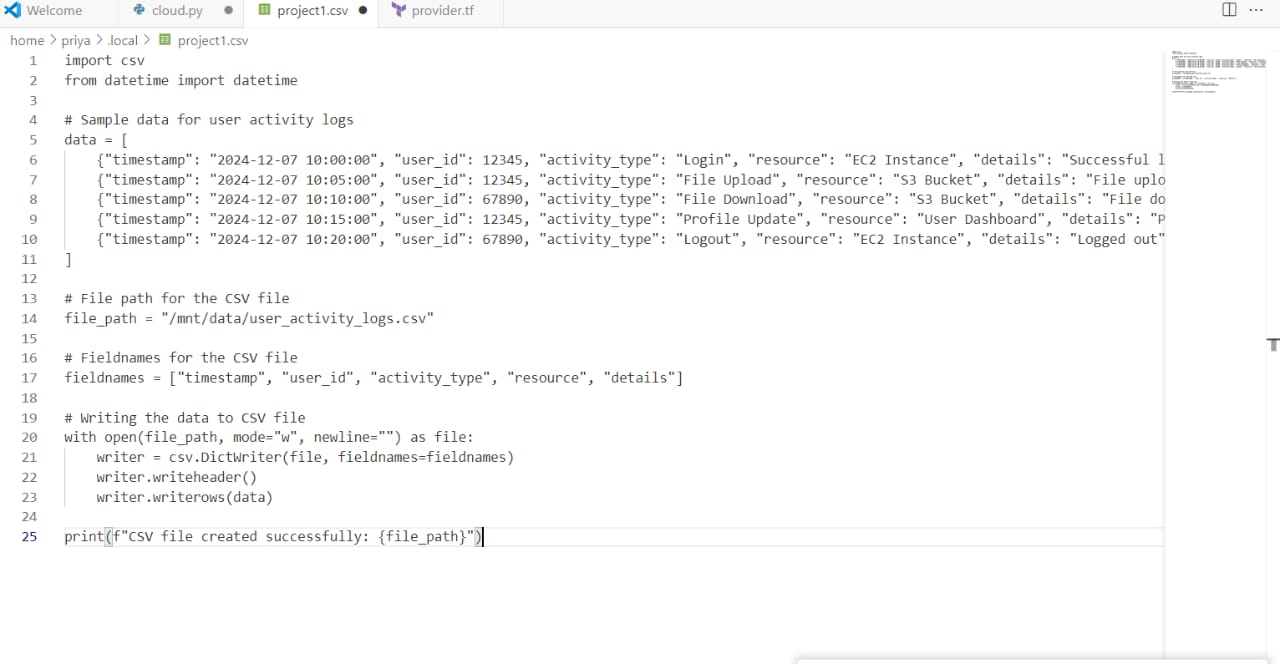 Welcome
cloud.py
project1.csv
provider.tf
home > priya > .local > project1.csv
1 import csv
2 from datetime import datetime
3
4 # Sample data for user activity logs
5 data = [
6 {"timestamp": "2024-12-07 10:00:00", "user_id": 12345, "activity_type": "Login", "resource": "EC2 Instance", "details": "Successful l
7 {"timestamp": "2024-12-07 10:05:00", "user_id": 12345, "activity_type": "File Upload", "resource": "S3 Bucket", "details": "File uplo
8 {"timestamp": "2024-12-07 10:10:00", "user_id": 67890, "activity_type": "File Download", "resource": "S3 Bucket", "details": "File do
9 {"timestamp": "2024-12-07 10:15:00", "user_id": 12345, "activity_type": "Profile Update", "resource": "User Dashboard", "details": "P
10 {"timestamp": "2024-12-07 10:20:00", "user_id": 67890, "activity_type": "Logout", "resource": "EC2 Instance", "details": "Logged out"
11 ]
12
13 # File path for the CSV file
14 file_path = "/mnt/data/user_activity_logs.csv"
15
16 # Fieldnames for the CSV file
17 fieldnames = ["timestamp", "user_id", "activity_type", "resource", "details"]
18
19 # Writing the data to CSV file
20 with open(file_path, mode="w", newline="") as file:
21 writer = csv.DictWriter(file, fieldnames=fieldnames)
22 writer.writeheader()
23 writer.writerows(data)
24
25 print(f"CSV file created successfully: {file_path}")